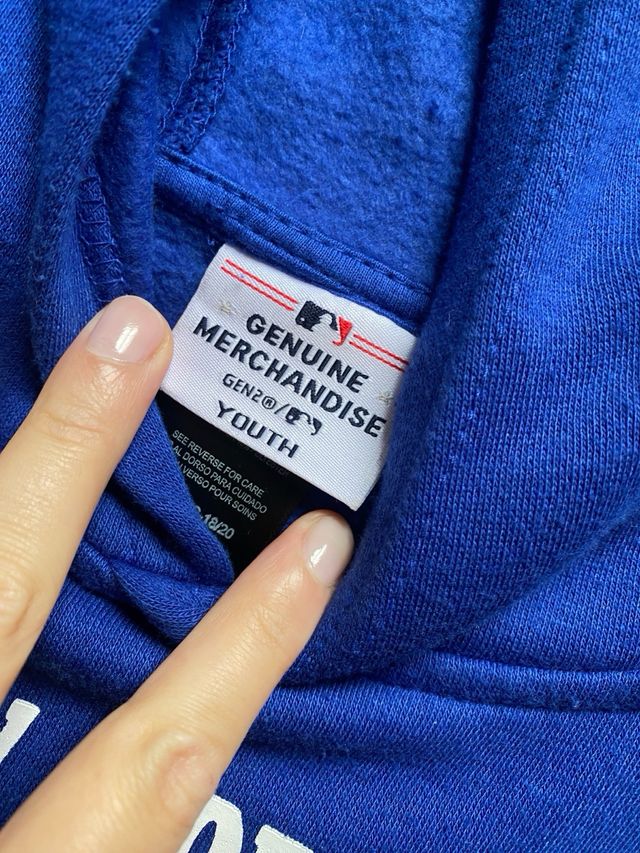 GENUINE
MERCHANDISE
GEN2®/
YOUTH
SEE REVERSE FOR CARE
AL DORSO PARA CUIDADO
VERSO POUR SOINS
18/20